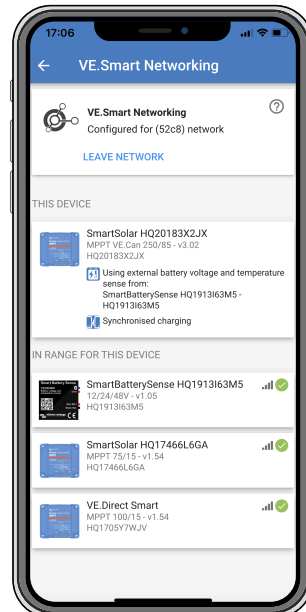 17:06
VE.Smart Networking
VE.Smart Networking
Configured for (52c8) network
LEAVE NETWORK
THIS DEVICE
SmartSolar HQ20183X2JX
MPPT VE.Can 250/85 - v3.02
HQ20183X2JX
Using external battery voltage and temperature
sense from:
SmartBatterySense HQ1913I63M5 -
HQ1913I63M5
Synchronised charging
IN RANGE FOR THIS DEVICE
Smart Battery Sense
SmartBatterySense HQ1913I63M5
12/24/48V - v1.05
HQ1913I63M5
SmartSolar HQ17466L6GA
MPPT 75/15 - v1.54
HQ17466L6GA
VE.Direct Smart
MPPT 100/15 - v1.54
HQ1705Y7WJV